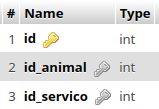 # Name Type
1 id int
2 id_animal int
3 id_servico int